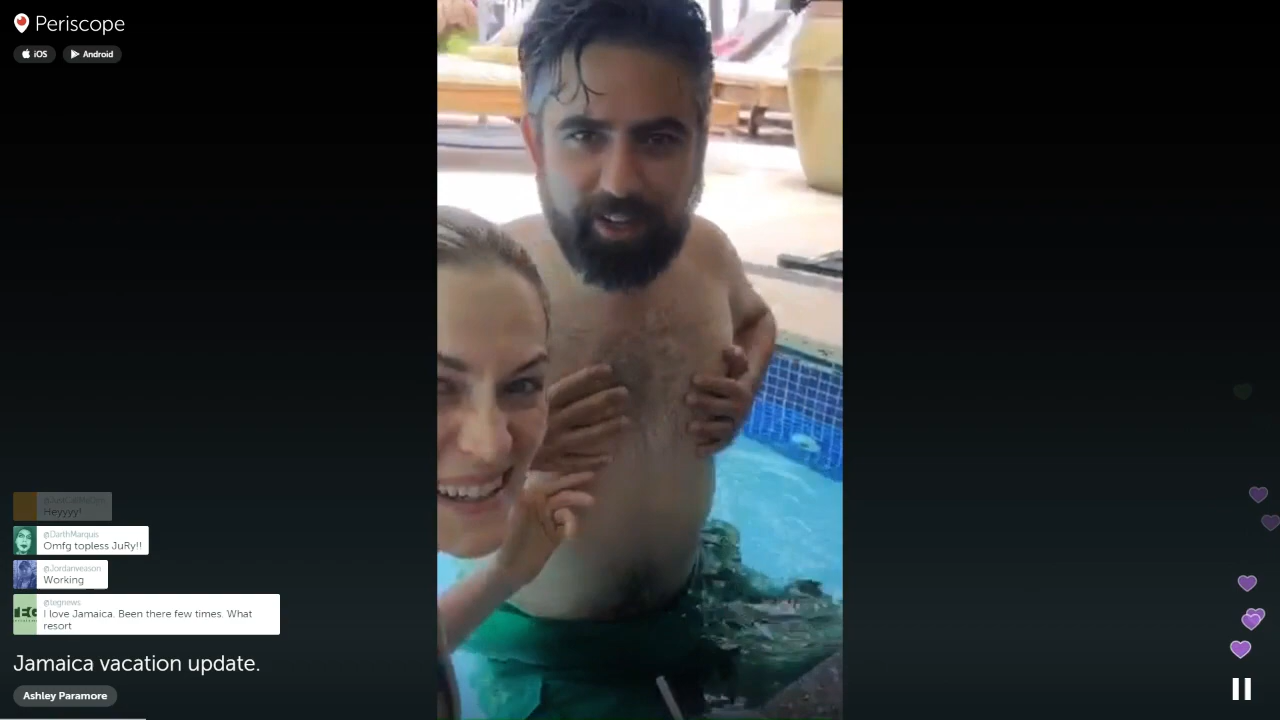 Periscope
iOS
Android
Heyyyy!
@DarthMarquis
Omfg topless JuRy!!
@Jordanveason
Working
@tegnews
I love Jamaica. Been there few times. What
resort
Jamaica vacation update.
Ashley Paramore